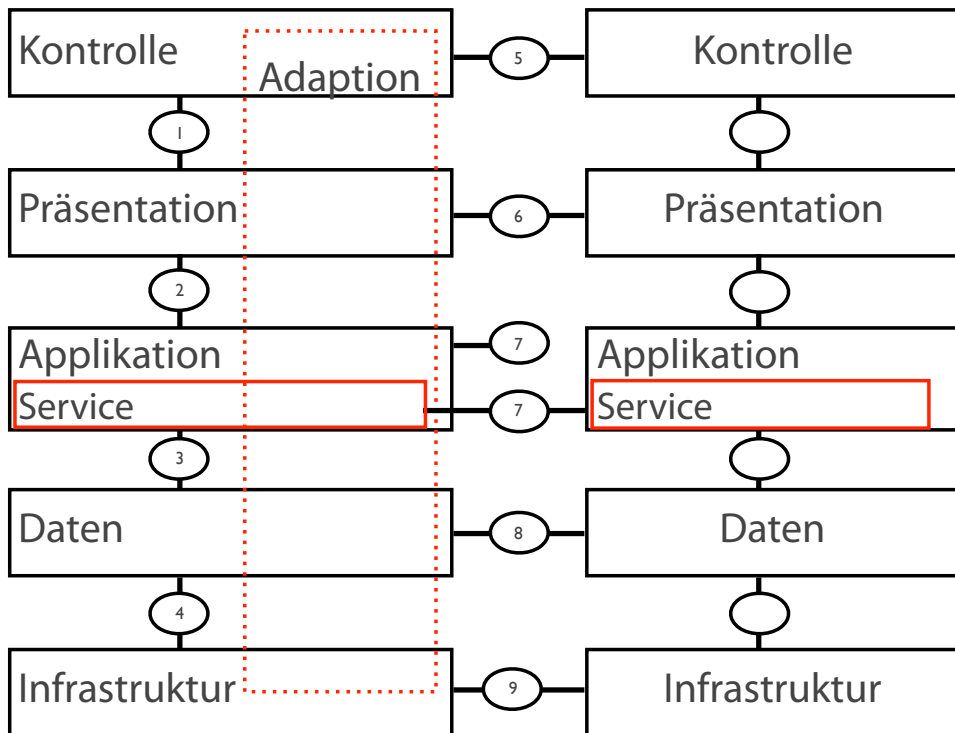 Kontrolle
Adaption
5
Kontrolle
1
Präsentation
6
Präsentation
2
Applikation
7
Applikation
Service
7
Service
3
Daten
8
Daten
4
Infrastruktur
9
Infrastruktur